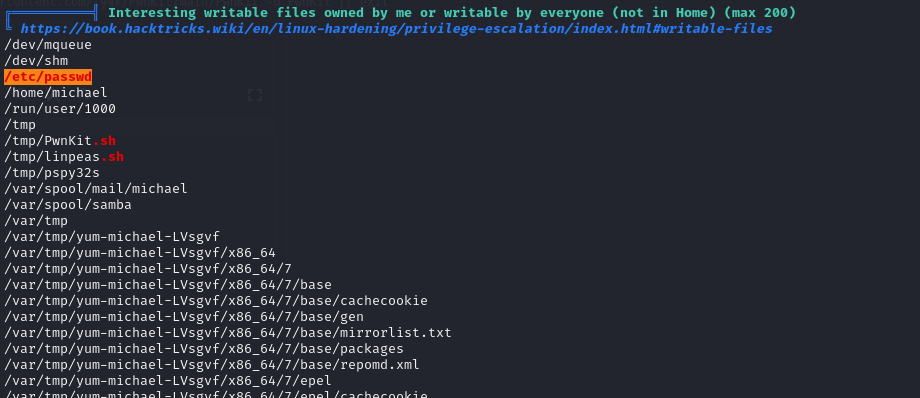 ╔══════════╣ Interesting writable files owned by me or writable by everyone (not in Home) (max 200)
╚ https://book.hacktricks.wiki/en/linux-hardening/privilege-escalation/index.html#writable-files
/dev/mqueue
/dev/shm
/etc/passwd
/home/michael
/run/user/1000
/tmp
/tmp/PwnKit.sh
/tmp/linpeas.sh
/tmp/pspy32s
/var/spool/mail/michael
/var/spool/samba
/var/tmp
/var/tmp/yum-michael-LVsgvf
/var/tmp/yum-michael-LVsgvf/x86_64
/var/tmp/yum-michael-LVsgvf/x86_64/7
/var/tmp/yum-michael-LVsgvf/x86_64/7/base
/var/tmp/yum-michael-LVsgvf/x86_64/7/base/cachecookie
/var/tmp/yum-michael-LVsgvf/x86_64/7/base/gen
/var/tmp/yum-michael-LVsgvf/x86_64/7/base/mirrorlist.txt
/var/tmp/yum-michael-LVsgvf/x86_64/7/base/packages
/var/tmp/yum-michael-LVsgvf/x86_64/7/base/repomd.xml
/var/tmp/yum-michael-LVsgvf/x86_64/7/epel
/var/tmp/yum-michael-LVsgvf/x86_64/7/epel/cachecookie